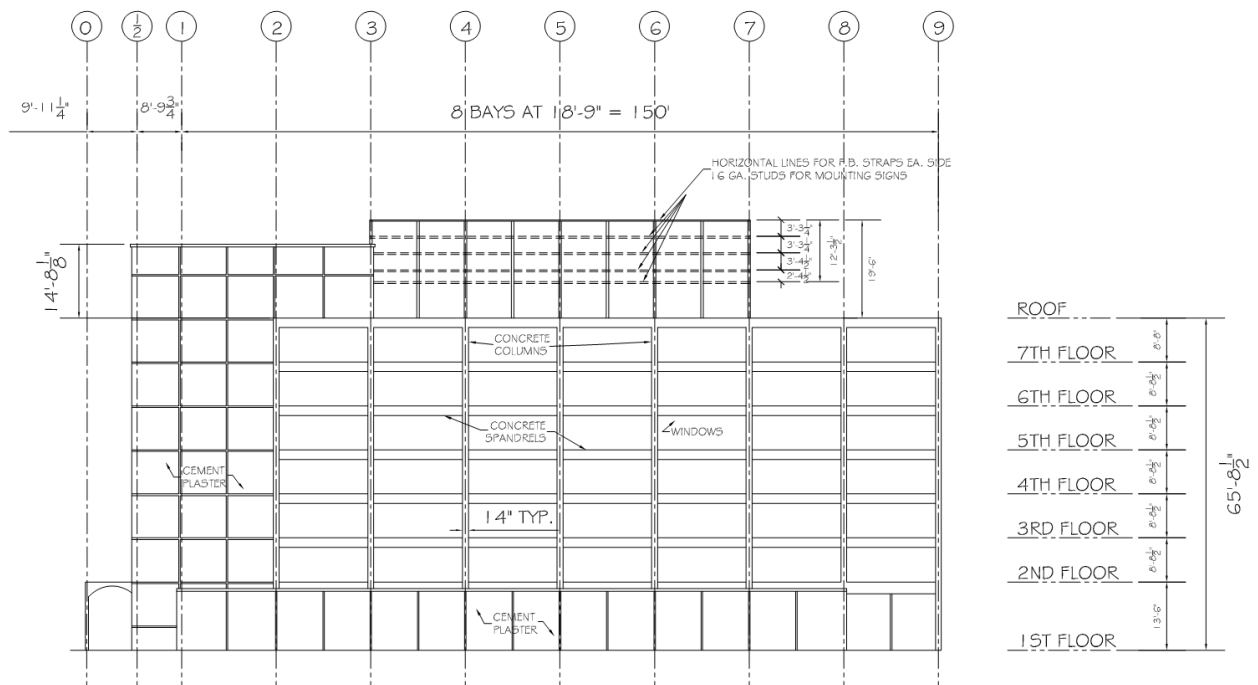 0
1/2
1
2
3
4
5
6
7
8
9
9'-11 1/4"
8'-9 3/4"
8 BAYS AT 18'-9" = 150'
HORIZONTAL LINES FOR F.B. STRAPS EA. SIDE
16 GA. STUDS FOR MOUNTING SIGNS
3'-3 1/4"
3'-3 1/4"
3'-4 1/2"
2'-4 1/2"
12'-3 1/2"
19'-6"
14'-8 1/8"
ROOF
CONCRETE
COLUMNS
7TH FLOOR
8'-8"
6TH FLOOR
8'-8 1/2"
CONCRETE
SPANDRELS
WINDOWS
5TH FLOOR
8'-8 1/2"
CEMENT
PLASTER
4TH FLOOR
8'-8 1/2"
65'-8 1/2"
14" TYP.
3RD FLOOR
8'-8 1/2"
2ND FLOOR
8'-8 1/2"
CEMENT
PLASTER
13'-6"
1ST FLOOR